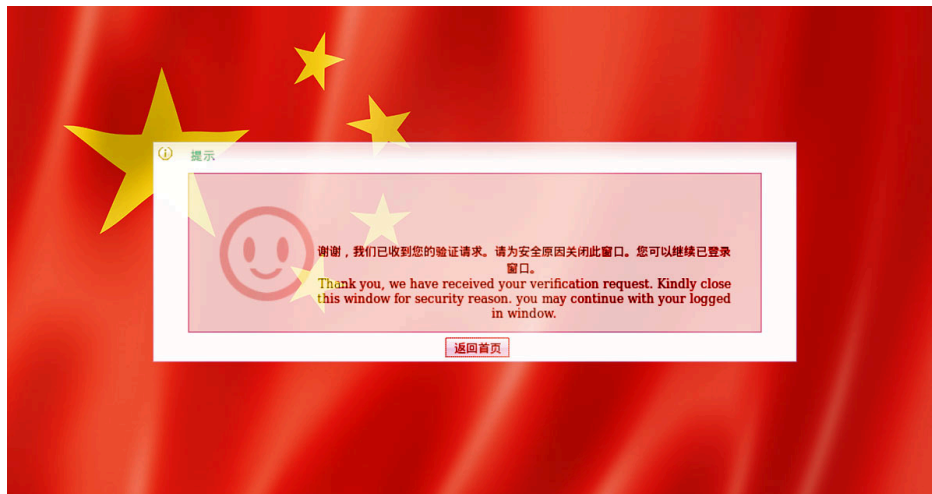 提示
谢谢，我们已收到您的验证请求。请为安全原因关闭此窗口。您可以继续已登录
窗口。
Thank you, we have received your verification request. Kindly close
this window for security reason. you may continue with your logged
in window.
返回首页